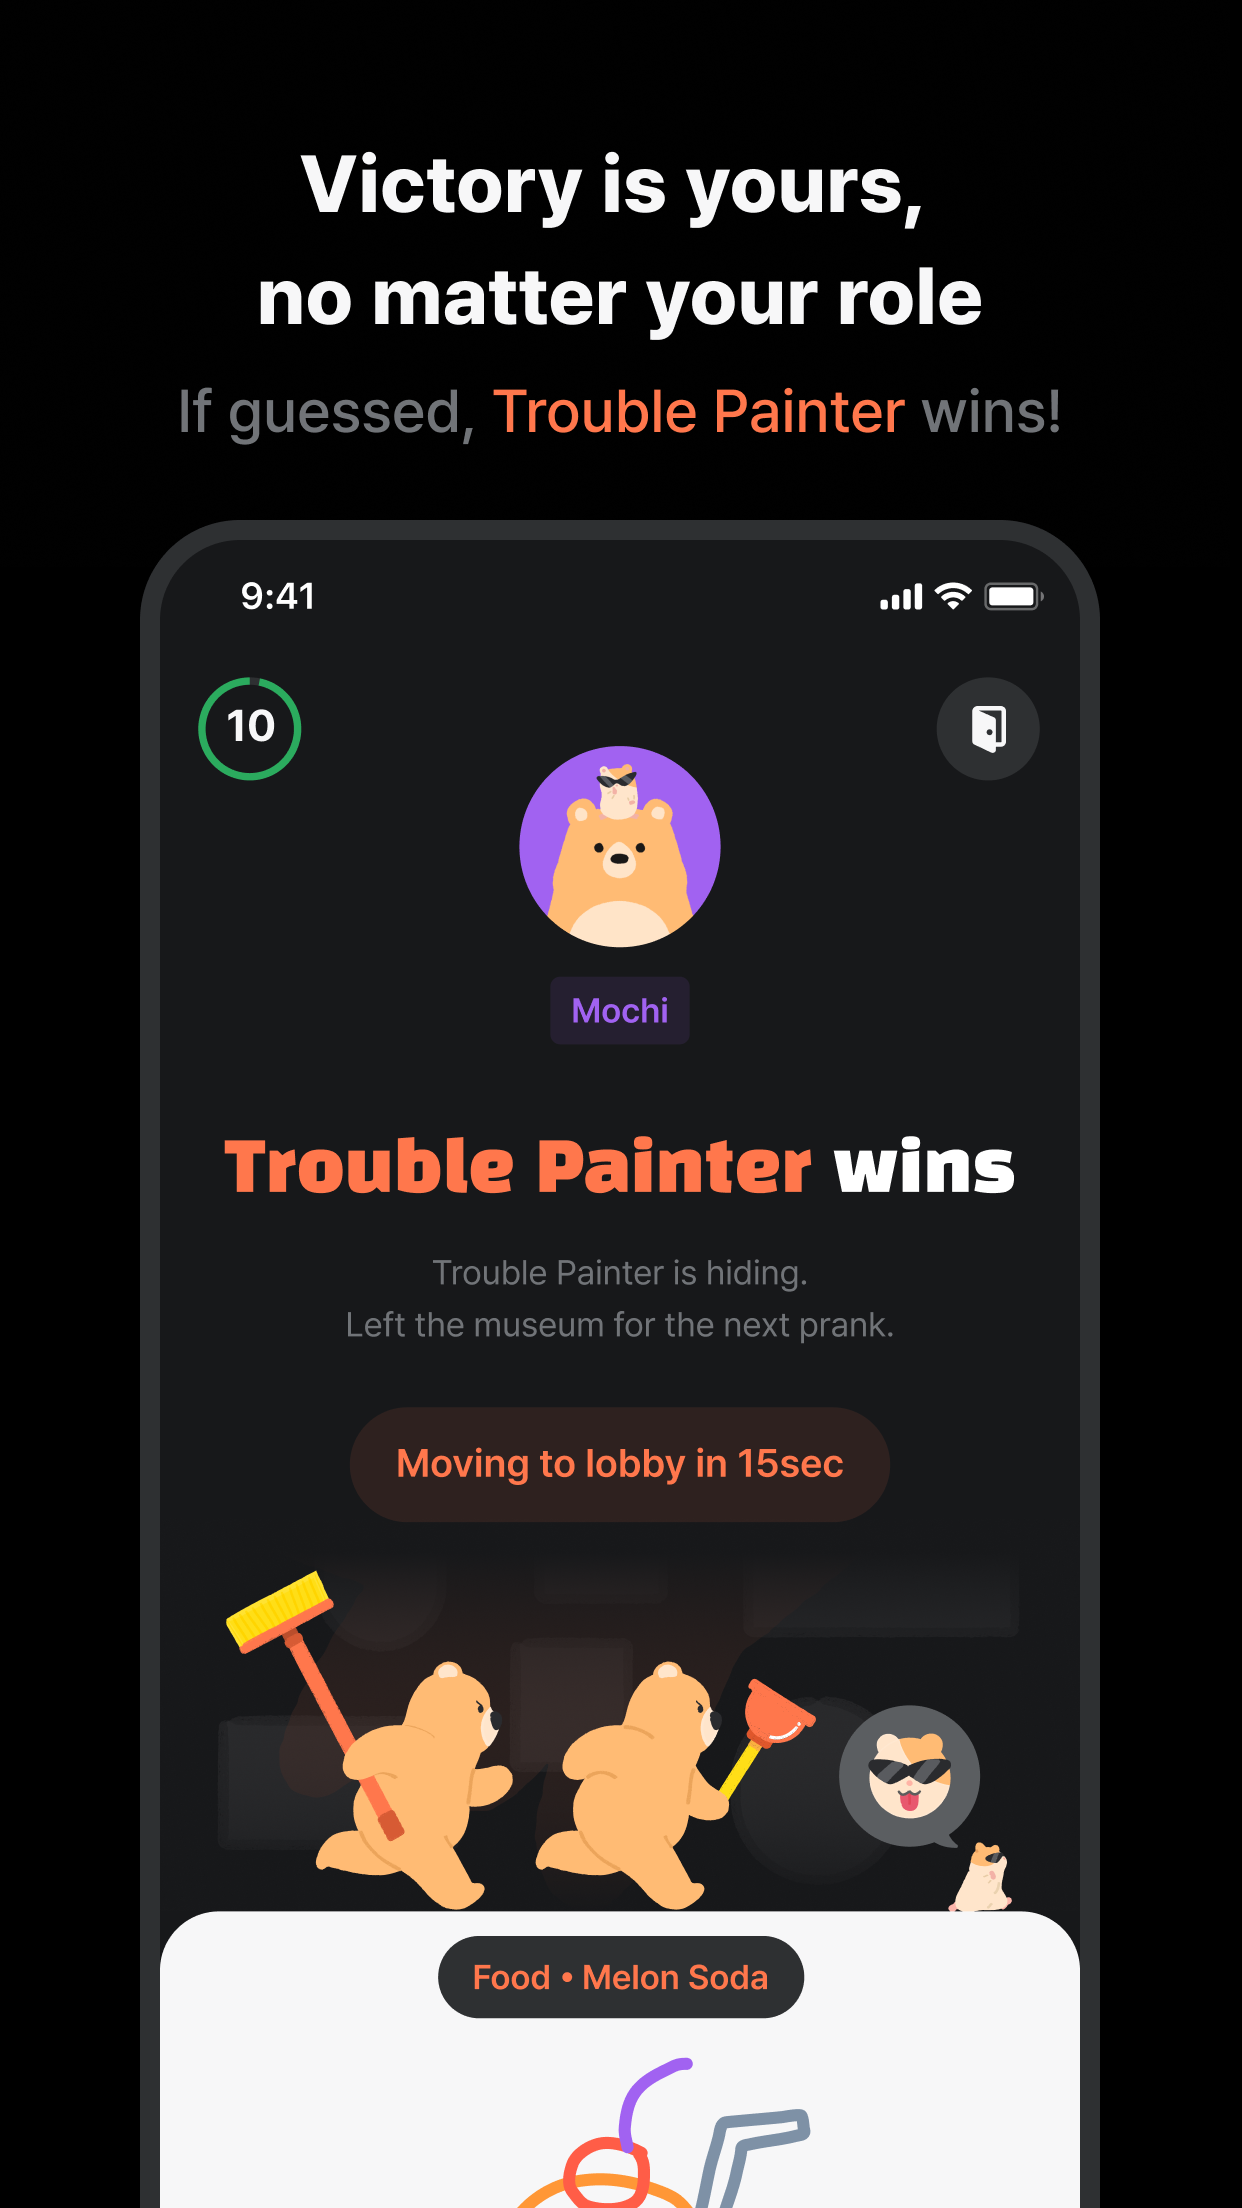 Victory is yours,
no matter your role
If guessed, Trouble Painter wins!
9:41
10
Mochi
Trouble Painter wins
Trouble Painter is hiding.
Left the museum for the next prank.
Moving to lobby in 15sec
Food • Melon Soda